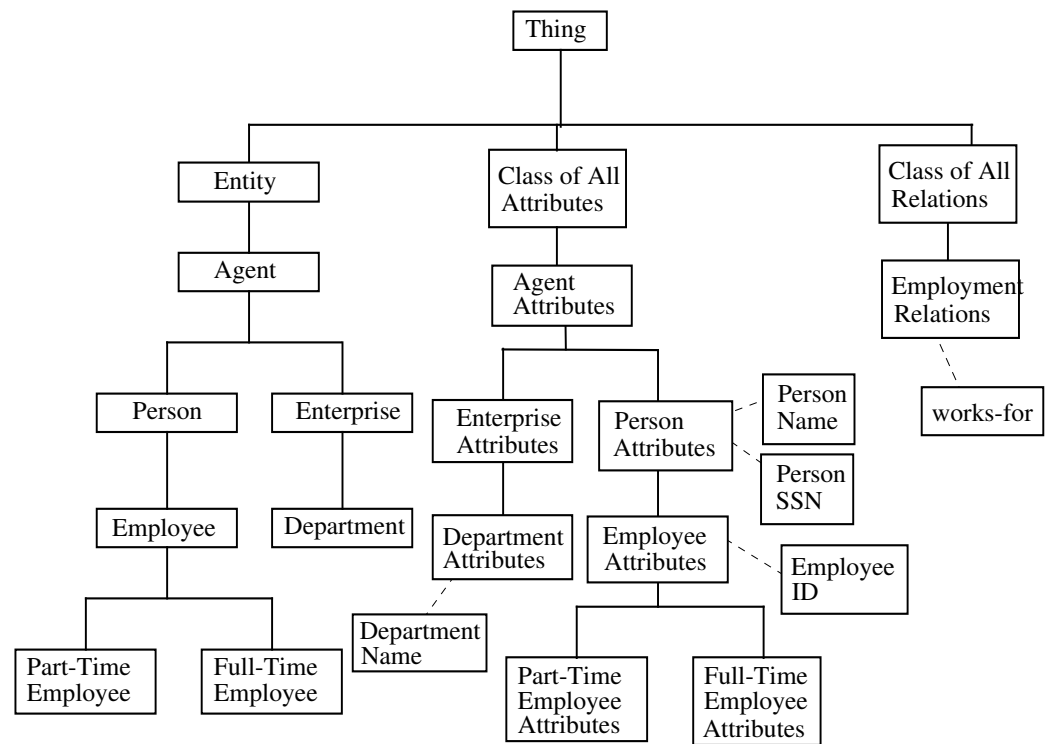 Thing
Entity
Class of All
Attributes
Class of All
Relations
Agent
Agent
Attributes
Employment
Relations
Person
Enterprise
Enterprise
Attributes
Person
Attributes
Person
Name
works-for
Person
SSN
Employee
Department
Department
Attributes
Employee
Attributes
Employee
ID
Department
Name
Part-Time
Employee
Full-Time
Employee
Part-Time
Employee
Attributes
Full-Time
Employee
Attributes